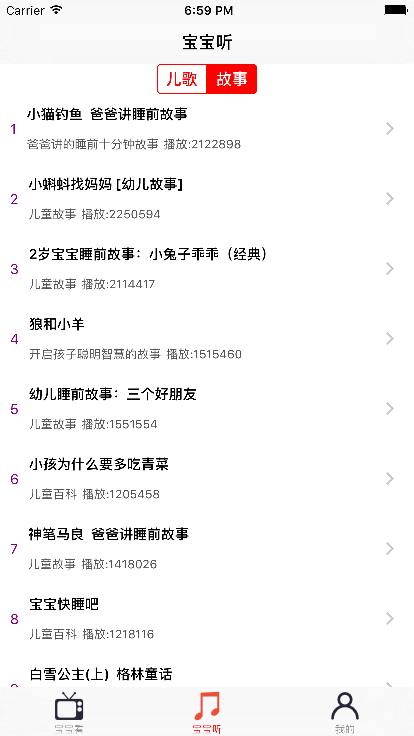 Carrier 6:59 PM
宝宝听
儿歌 故事
小猫钓鱼 爸爸讲睡前故事
1
爸爸讲的睡前十分钟故事 播放:2122898
小蝌蚪找妈妈 [幼儿故事]
2
儿童故事 播放:2250594
2岁宝宝睡前故事：小兔子乖乖（经典）
3
儿童故事 播放:2114417
狼和小羊
4
开启孩子聪明智慧的故事 播放:1515460
幼儿睡前故事：三个好朋友
5
儿童故事 播放:1551554
小孩为什么要多吃青菜
6
儿童百科 播放:1205458
神笔马良 爸爸讲睡前故事
7
儿童故事 播放:1418026
宝宝快睡吧
8
儿童百科 播放:1218116
白雪公主(上) 格林童话
宝宝看 宝宝听 我的